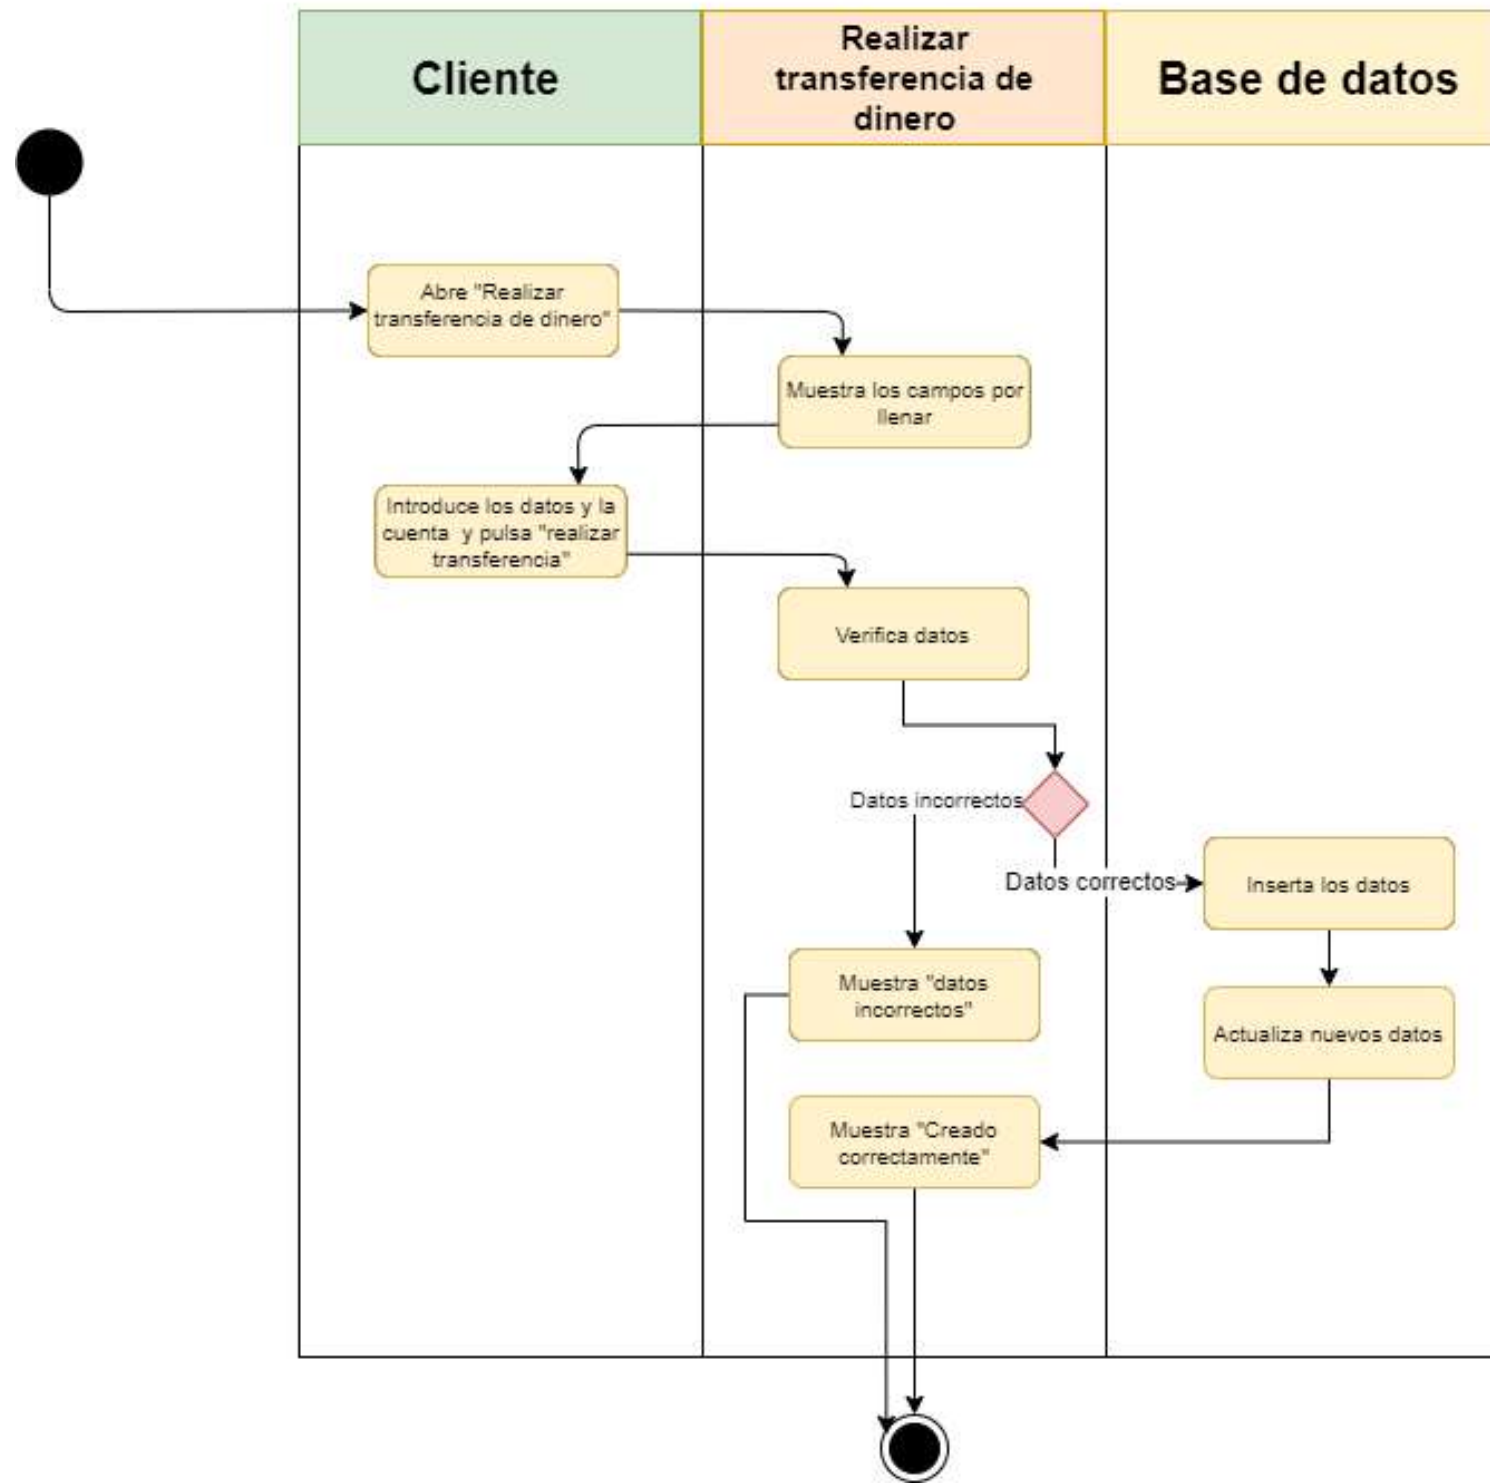 Cliente
Realizar
transferencia de
dinero
Base de datos
Abre "Realizar
transferencia de dinero"
Muestra los campos por
llenar
Introduce los datos y la
cuenta y pulsa "realizar
transferencia"
Verifica datos
Datos incorrectos
Datos correctos
Inserta los datos
Muestra "datos
incorrectos"
Actualiza nuevos datos
Muestra "Creado
correctamente"